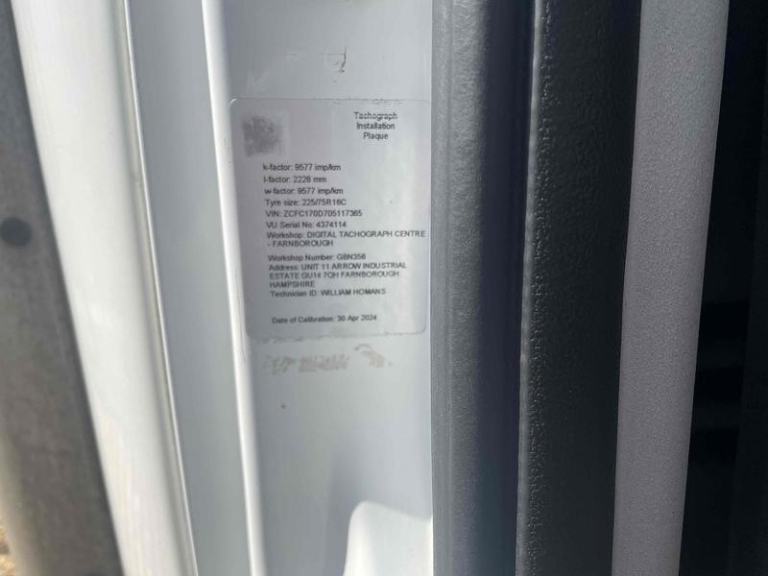 Tachograph
Installation
Plaque
k-factor: 9577 imp/km
l-factor: 2228 mm
w-factor: 9577 imp/km
Tyre size: 225/75R16C
VIN: ZCFC170D705117365
VU Serial No: 4374114
Workshop: DIGITAL TACHOGRAPH CENTRE
- FARNBOROUGH
Workshop Number: GBN356
Address: UNIT 11 ARROW INDUSTRIAL
ESTATE GU14 7QH FARNBOROUGH
HAMPSHIRE
Technician ID: WILLIAM HOMANS
Date of Calibration: 30 Apr 2024